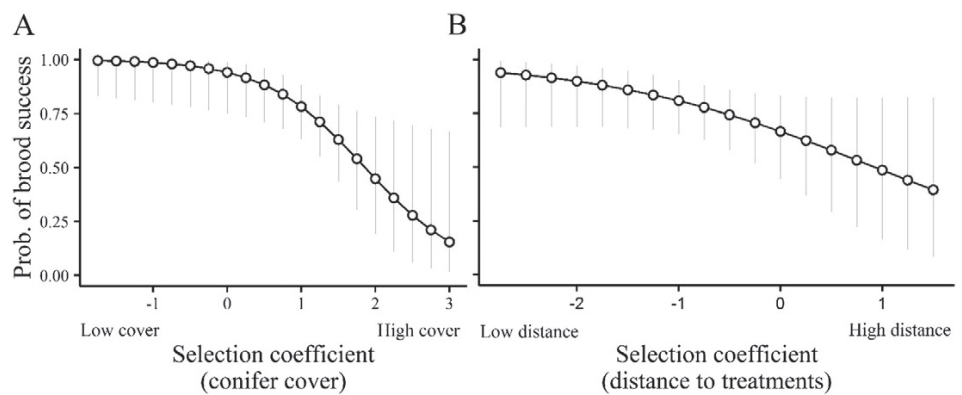 A
B
Prob. of brood success
1.00
0.75
0.50
0.25
0.00
-1 0 1 2 3
Low cover High cover
Selection coefficient
(conifer cover)
-2 -1 0 1
Low distance High distance
Selection coefficient
(distance to treatments)